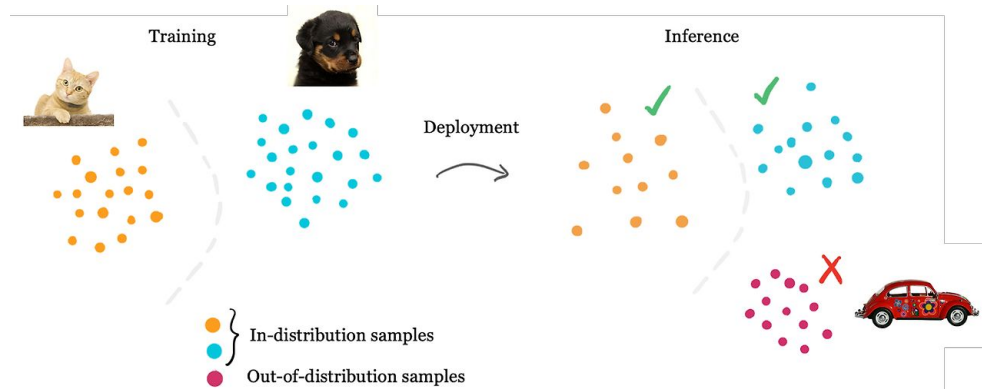 Training
Inference
Deployment
In-distribution samples
Out-of-distribution samples